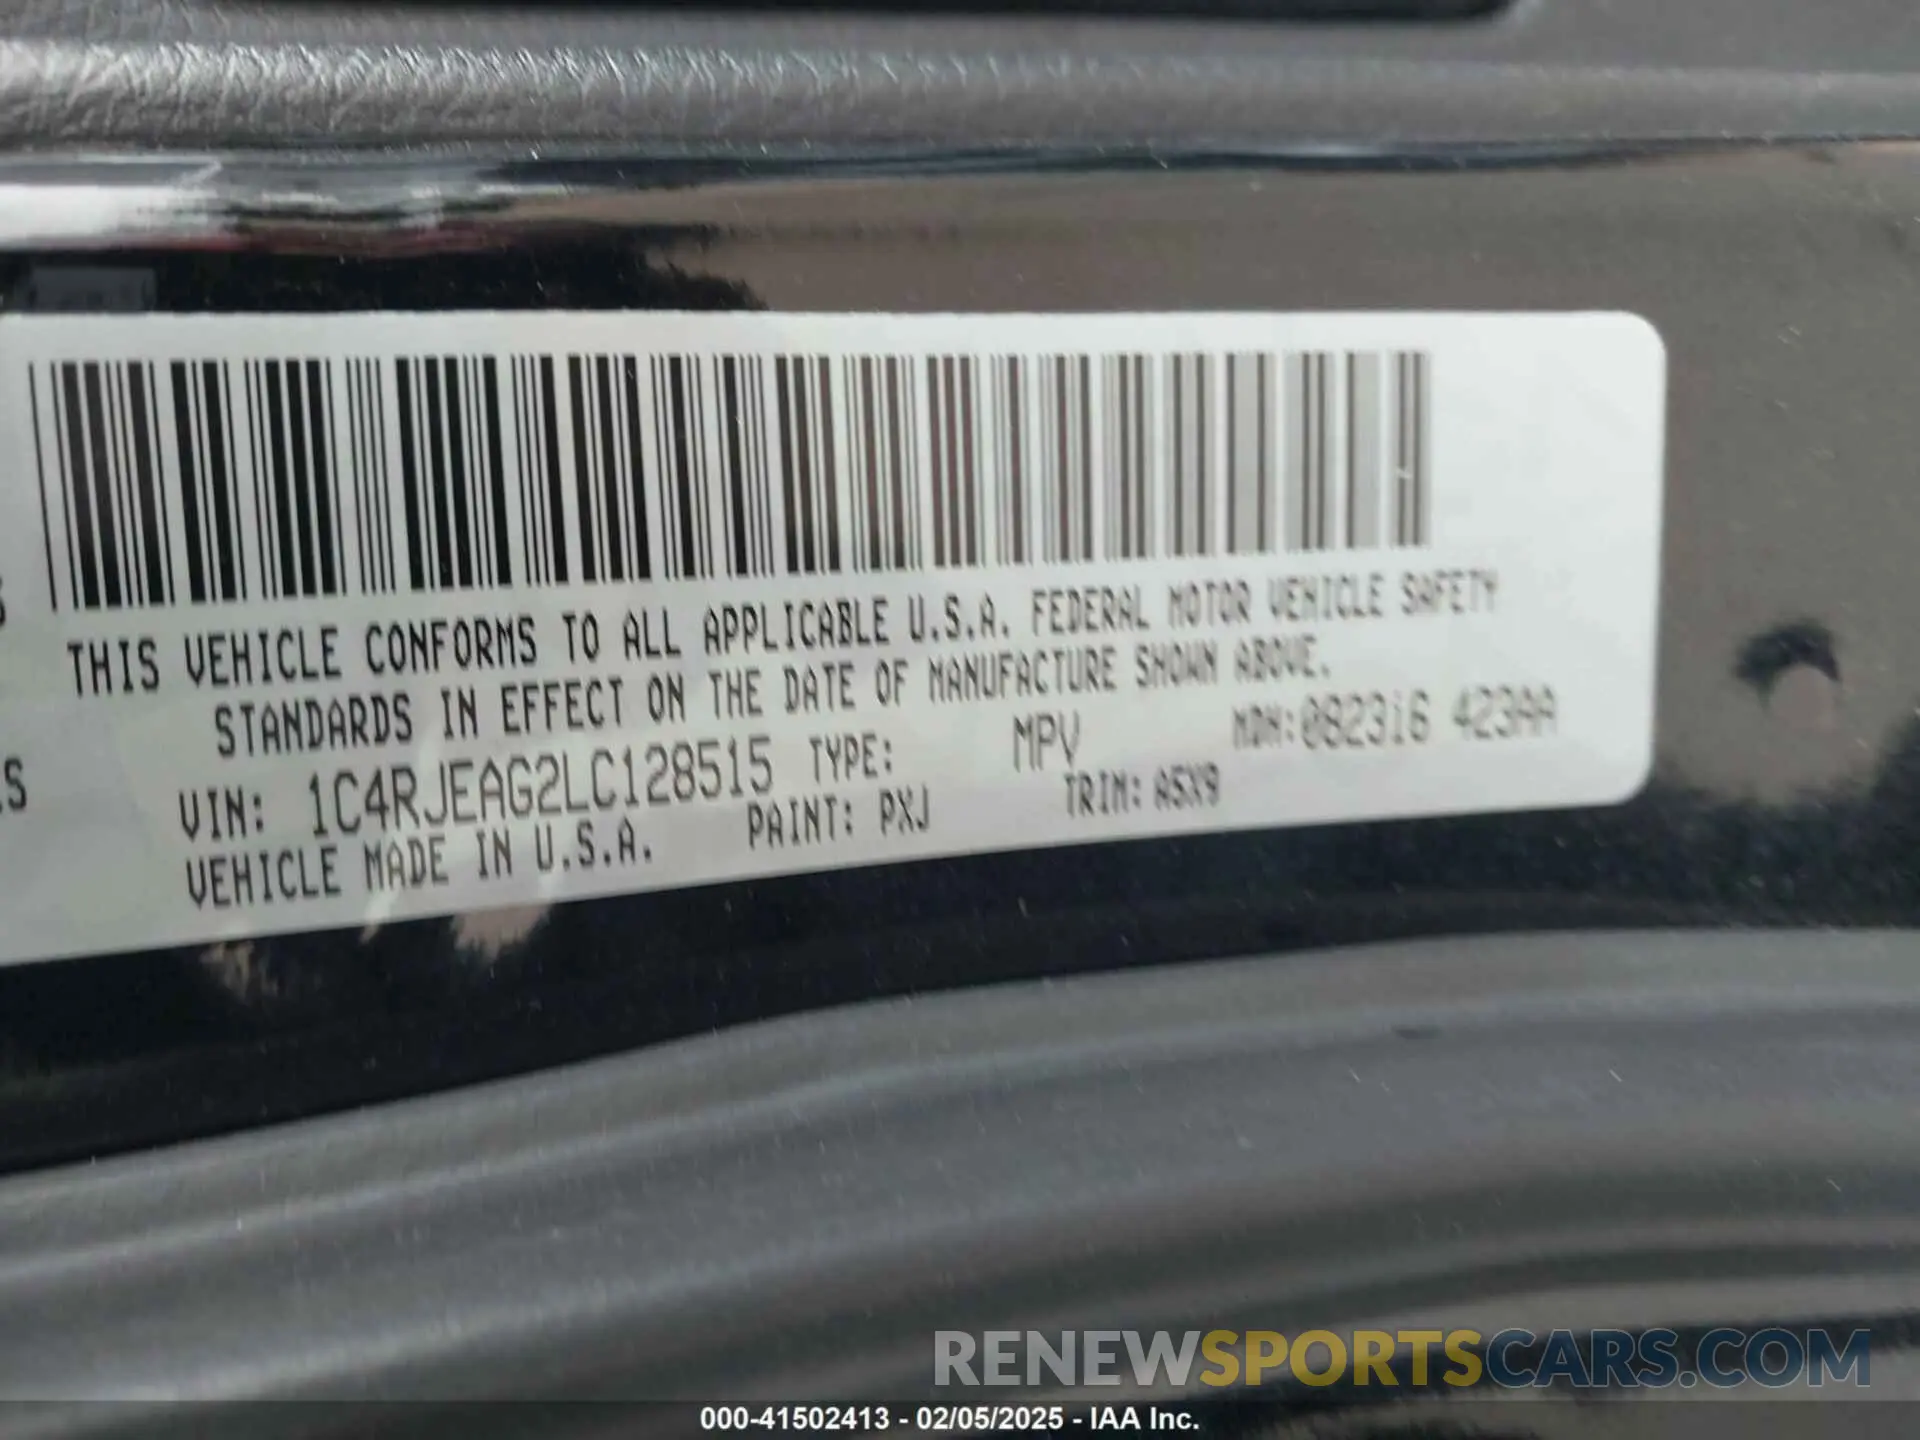 THIS VEHICLE CONFORMS TO ALL APPLICABLE U.S.A. FEDERAL MOTOR VEHICLE SAFETY
STANDARDS IN EFFECT ON THE DATE OF MANUFACTURE SHOWN ABOVE.
VIN: 1C4RJEAG2LC128515 TYPE: MPV MDH:082316 423AA
VEHICLE MADE IN U.S.A. PAINT: PXJ TRIM: A5X9
RENEWSPORTSCARS.COM
000-41502413 - 02/05/2025 - IAA Inc.